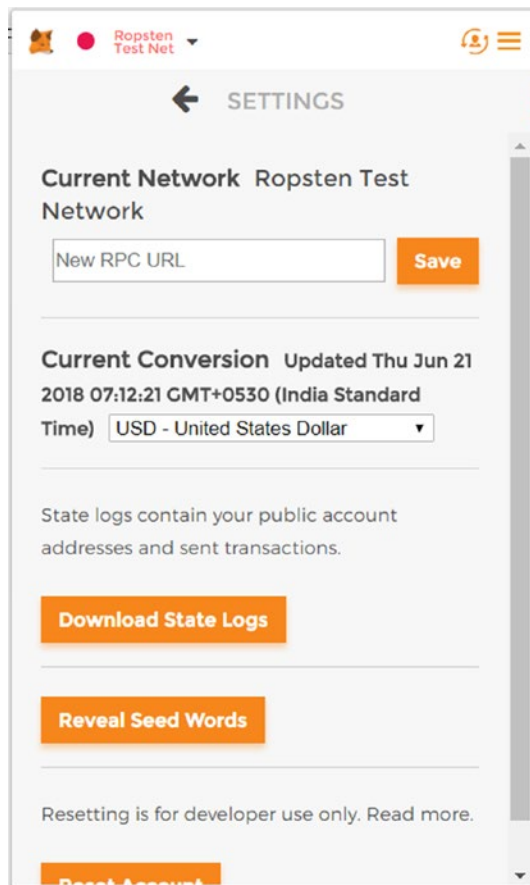 Ropsten
Test Net
SETTINGS
Current Network Ropsten Test
Network
New RPC URL
Save
Current Conversion Updated Thu Jun 21
2018 07:12:21 GMT+0530 (India Standard
Time) USD - United States Dollar
State logs contain your public account
addresses and sent transactions.
Download State Logs
Reveal Seed Words
Resetting is for developer use only. Read more.
Reset Account